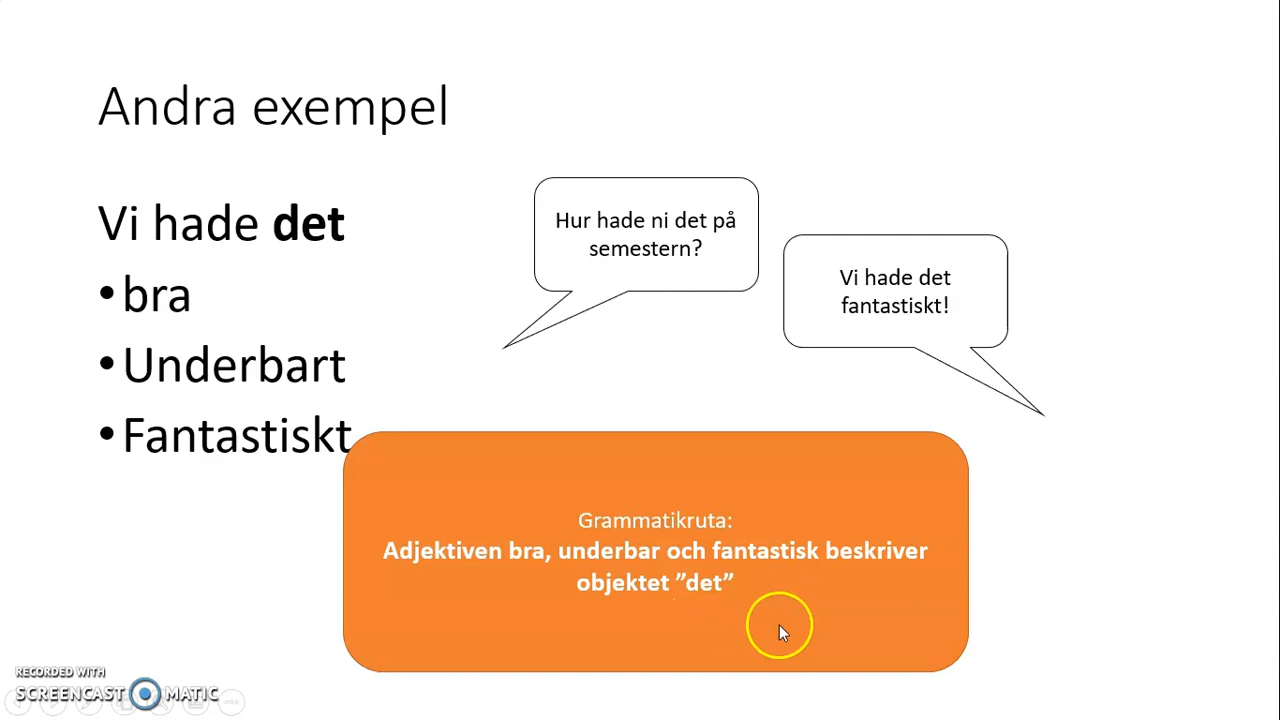 Andra exempel
Vi hade det
•bra
•Underbart
•Fantastiskt
Hur hade ni det på
semestern?
Vi hade det
fantastiskt!
Grammatikruta:
Adjektiven bra, underbar och fantastisk beskriver
objektet ”det”
RECORDED WITH
SCREENCAST MATIC